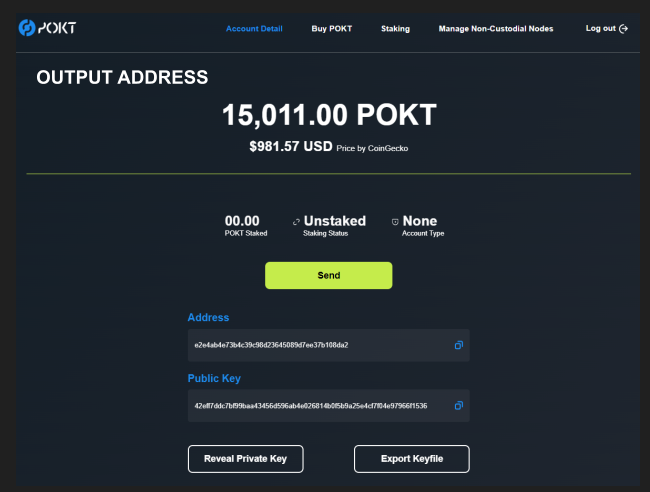 POKT
Account Detail Buy POKT Staking Manage Non-Custodial Nodes Log out
OUTPUT ADDRESS
15,011.00 POKT
$981.57 USD Price by CoinGecko
00.00 Unstaked None
POKT Staked Staking Status Account Type
Send
Address
e2e4ab4e73b4c39c98d23645089d7ee37b108da2
Public Key
42eff7ddc7bf99baa43456d596ab4e026814b0f5b9a25e4cf7f04e97966f1536
Reveal Private Key Export Keyfile